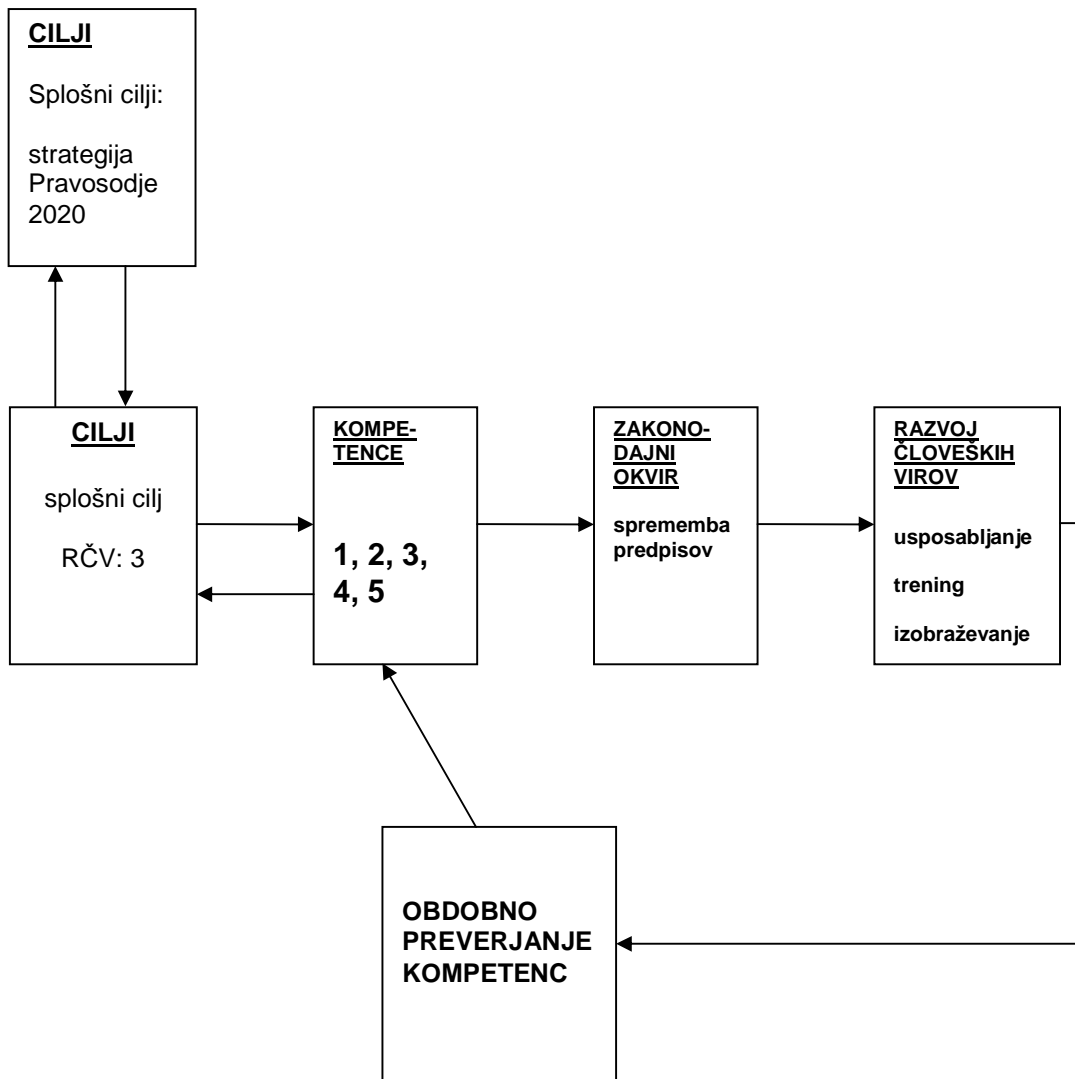 CILJI
Splošni cilji:
strategija
Pravosodje
2020
CILJI
splošni cilj
RČV: 3
KOMPE-
TENCE
1, 2, 3,
4, 5
ZAKONO-
DAJNI
OKVIR
sprememba
predpisov
RAZVOJ
ČLOVEŠKIH
VIROV
usposabljanje
trening
izobraževanje
OBDOBNO
PREVERJANJE
KOMPETENC